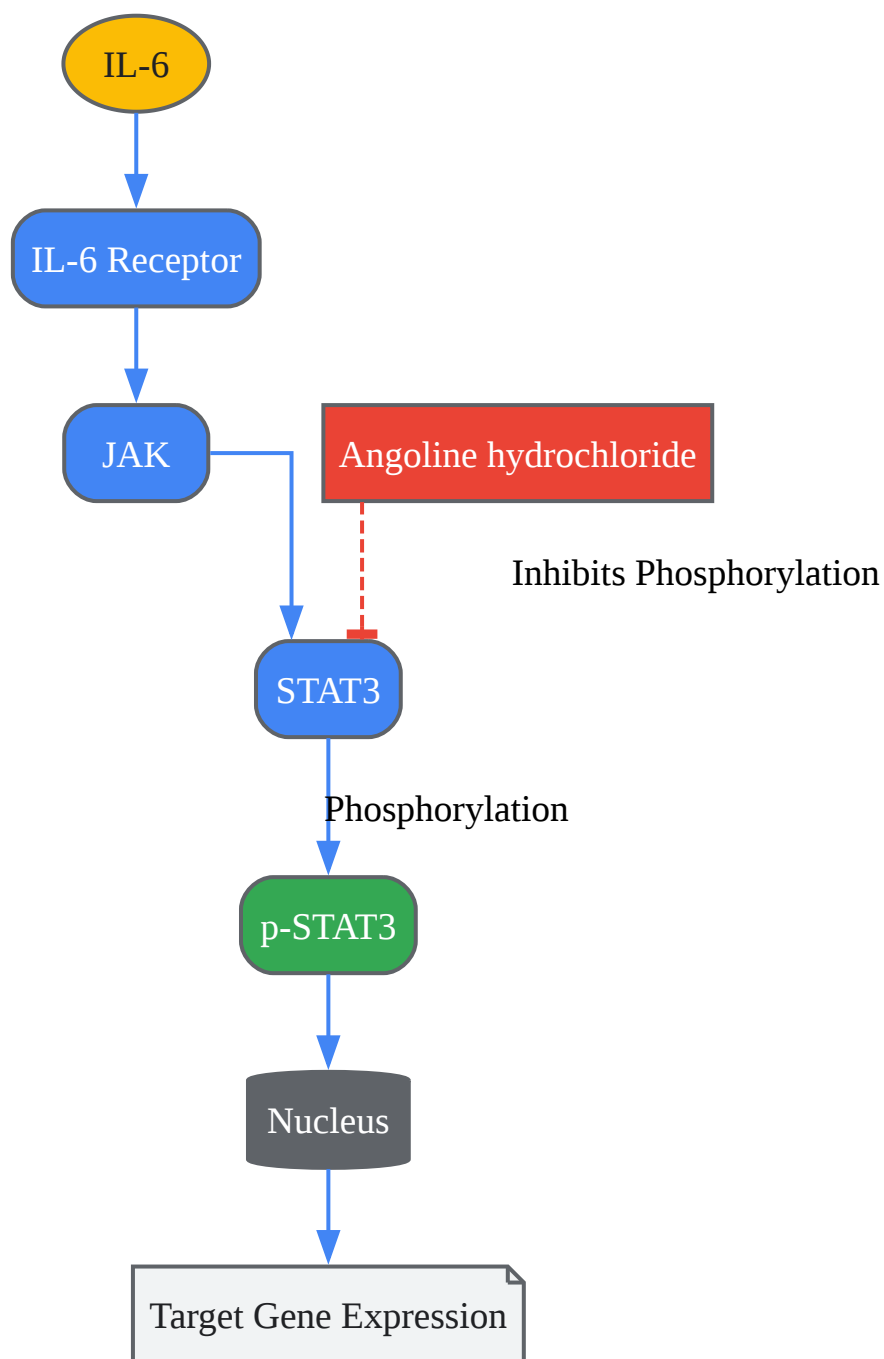 IL-6
IL-6 Receptor
JAK
Angoline hydrochloride
Inhibits Phosphorylation
STAT3
Phosphorylation
p-STAT3
Nucleus
Target Gene Expression